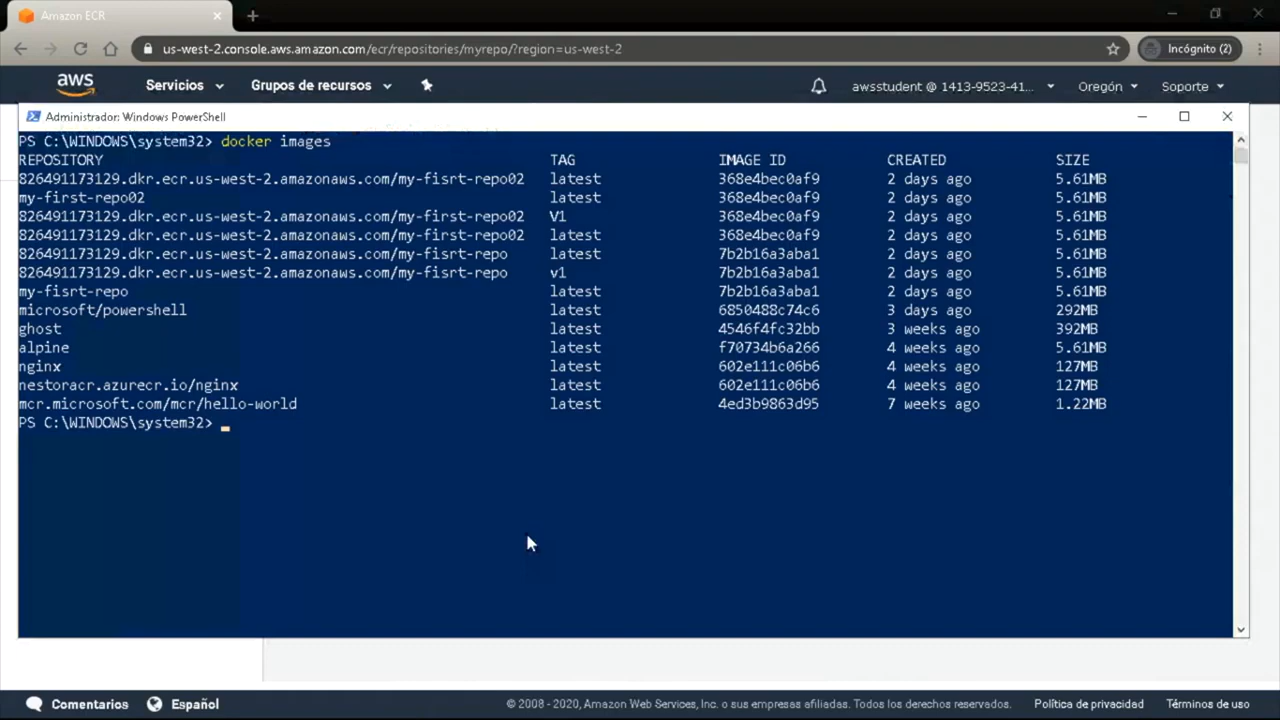 Amazon ECR
us-west-2.console.aws.amazon.com/ecr/repositories/myrepo/?region=us-west-2
Incógnito (2)
aws
Servicios
Grupos de recursos
awsstudent @ 1413-9523-41...
Oregón
Soporte
Administrador: Windows PowerShell
PS C:\WINDOWS\system32> docker images
REPOSITORY TAG IMAGE ID CREATED SIZE
826491173129.dkr.ecr.us-west-2.amazonaws.com/my-fisrt-repo02 latest 368e4bec0af9 2 days ago 5.61MB
my-first-repo02 latest 368e4bec0af9 2 days ago 5.61MB
826491173129.dkr.ecr.us-west-2.amazonaws.com/my-first-repo02 V1 368e4bec0af9 2 days ago 5.61MB
826491173129.dkr.ecr.us-west-2.amazonaws.com/my-first-repo02 latest 368e4bec0af9 2 days ago 5.61MB
826491173129.dkr.ecr.us-west-2.amazonaws.com/my-fisrt-repo latest 7b2b16a3aba1 2 days ago 5.61MB
826491173129.dkr.ecr.us-west-2.amazonaws.com/my-fisrt-repo v1 7b2b16a3aba1 2 days ago 5.61MB
my-fisrt-repo latest 7b2b16a3aba1 2 days ago 5.61MB
microsoft/powershell latest 6850488c74c6 3 days ago 292MB
ghost latest 4546f4fc32bb 3 weeks ago 392MB
alpine latest f70734b6a266 4 weeks ago 5.61MB
nginx latest 602e111c06b6 4 weeks ago 127MB
nestoracr.azurecr.io/nginx latest 602e111c06b6 4 weeks ago 127MB
mcr.microsoft.com/mcr/hello-world latest 4ed3b9863d95 7 weeks ago 1.22MB
PS C:\WINDOWS\system32>
Comentarios
Español
© 2008 - 2020, Amazon Web Services, Inc. o sus empresas afiliadas. Todos los derechos reservados.
Política de privacidad
Términos de uso